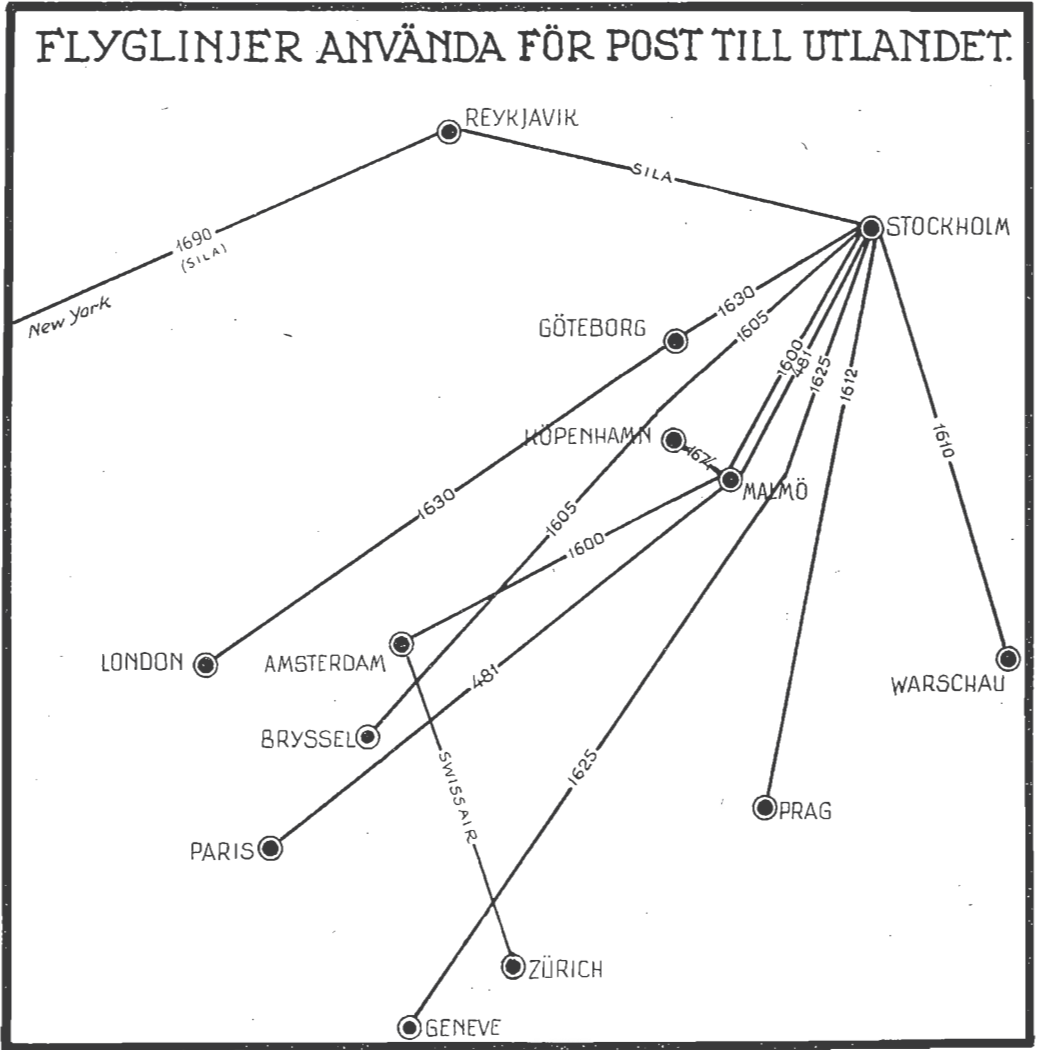 FLYGLINJER ANVÄNDA FÖR POST TILL UTLANDET.
REYKJAVIK
SILA
STOCKHOLM
1690
(SILA)
New York
1630
GÖTEBORG
1605
1600
481
1625
1612
KÖPENHAMN
1674
1610
MALMÖ
1630
1605
1600
LONDON
AMSTERDAM
481
WARSCHAU
BRYSSEL
SWISSAIR
1625
PRAG
PARIS
ZÜRICH
GENEVE